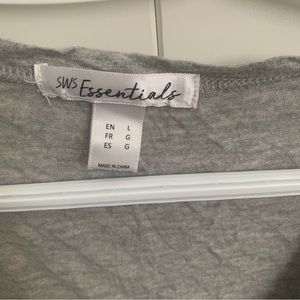 SWS Essentials
EN L
FR G
ES G
MADE IN CHINA